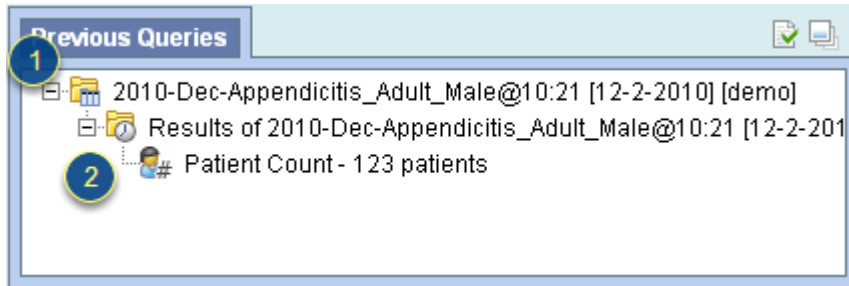 Previous Queries
1
2010-Dec-Appendicitis_Adult_Male@10:21 [12-2-2010] [demo]
Results of 2010-Dec-Appendicitis_Adult_Male@10:21 [12-2-201
2
# Patient Count - 123 patients